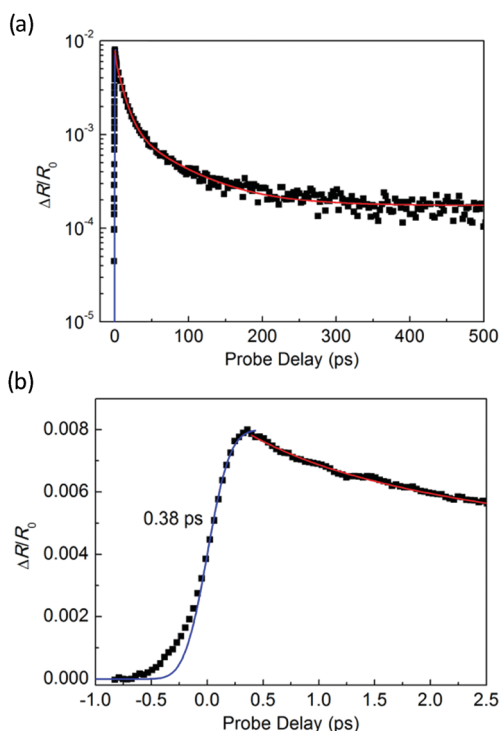 (a)
10⁻²
10⁻³
10⁻⁴
10⁻⁵
ΔR/R₀
0 100 200 300 400 500
Probe Delay (ps)
(b)
0.008
0.006
0.004
0.002
0.000
ΔR/R₀
0.38 ps
-1.0 -0.5 0.0 0.5 1.0 1.5 2.0 2.5
Probe Delay (ps)